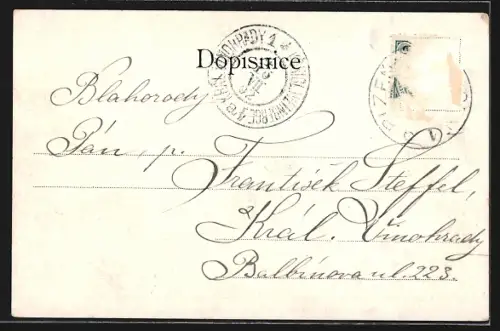 Dopisnice
Blahorodý
Pán, p.
František Steffel,
Král. Vinohrady
Balbínova ul. 223.